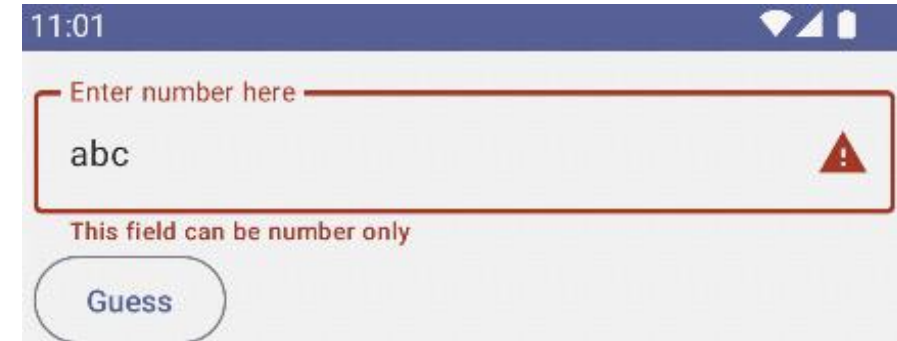 11:01
Enter number here
abc
This field can be number only
Guess